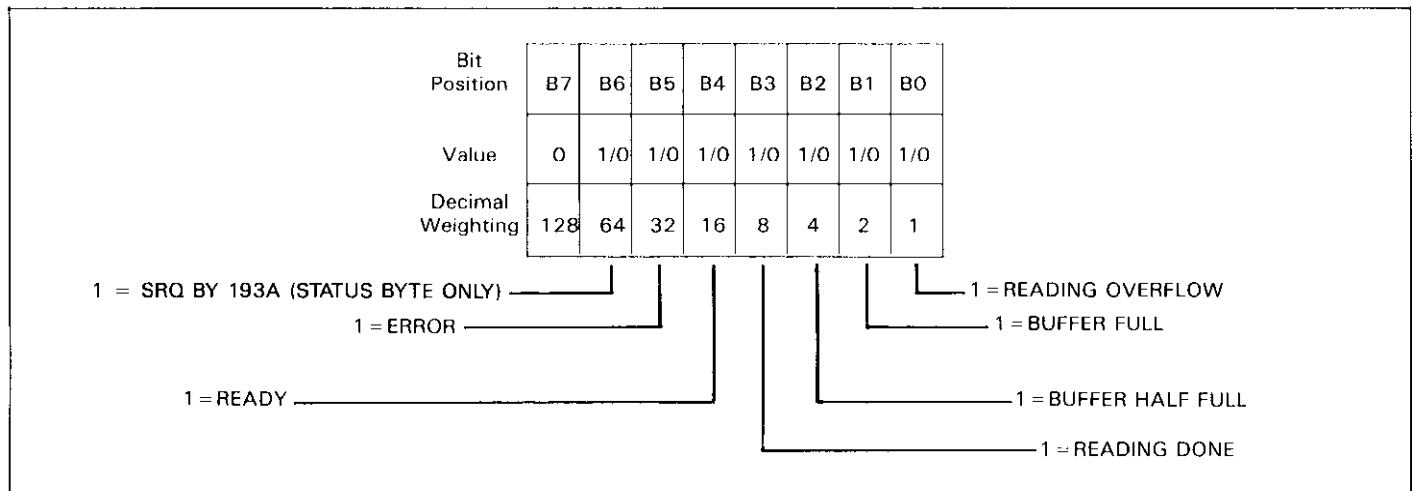 Bit
Position B7 B6 B5 B4 B3 B2 B1 B0
Value 0 1/0 1/0 1/0 1/0 1/0 1/0 1/0
Decimal
Weighting 128 64 32 16 8 4 2 1
1 = SRQ BY 193A (STATUS BYTE ONLY)
1 = READING OVERFLOW
1 = ERROR
1 = BUFFER FULL
1 = READY
1 = BUFFER HALF FULL
1 = READING DONE